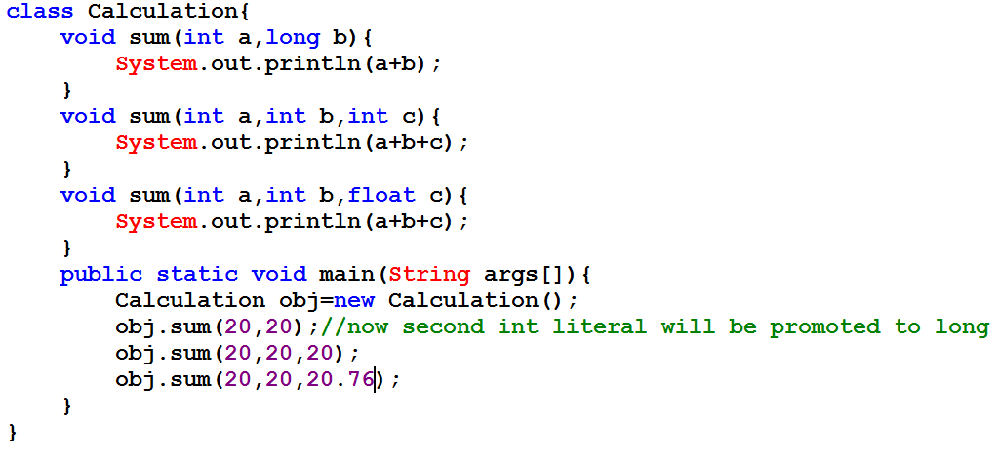 class Calculation{
    void sum(int a,long b){
        System.out.println(a+b);
    }
    void sum(int a,int b,int c){
        System.out.println(a+b+c);
    }
    void sum(int a,int b,float c){
        System.out.println(a+b+c);
    }
    public static void main(String args[]){
        Calculation obj=new Calculation();
        obj.sum(20,20);//now second int literal will be promoted to long
        obj.sum(20,20,20);
        obj.sum(20,20,20.76);
    }
}